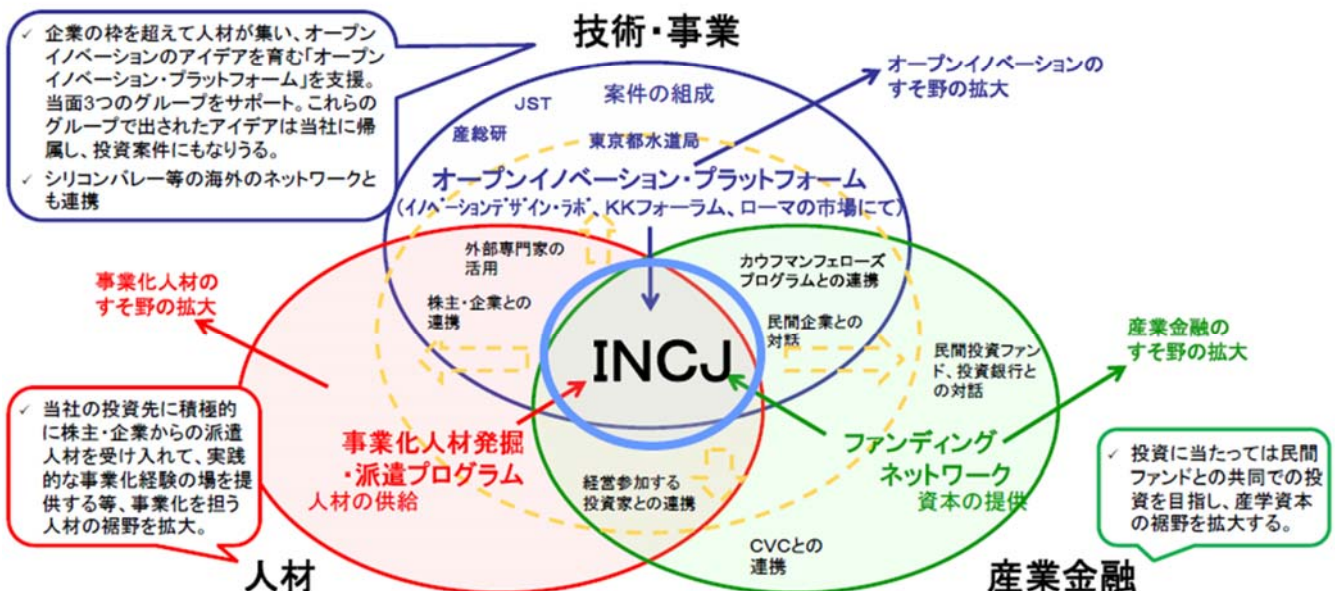 技術・事業
✓ 企業の枠を超えて人材が集い、オープン
イノベーションのアイデアを育む「オープン
イノベーション・プラットフォーム」を支援。
当面3つのグループをサポート。これらの
グループで出されたアイデアは当社に帰
属し、投資案件にもなりうる。
✓ シリコンバレー等の海外のネットワークと
も連携
オープンイノベーションの
すそ野の拡大
JST
案件の組成
産総研
東京都水道局
オープンイノベーション・プラットフォーム
(イノベーションデザイン・ラボ、KKフォーラム、ローマの市場にて)
外部専門家の
活用
カウフマンフェローズ
プログラムとの連携
事業化人材の
すそ野の拡大
株主・企業との
連携
民間企業との
対話
産業金融の
すそ野の拡大
INCJ
民間投資ファン
ド、投資銀行と
の対話
✓ 当社の投資先に積極的
に株主・企業からの派遣
人材を受け入れて、実践
的な事業化経験の場を提
供する等、事業化を担う
人材の裾野を拡大。
事業化人材発掘
・派遣プログラム
人材の供給
ファンディング
ネットワーク
資本の提供
経営参加する
投資家との連携
✓ 投資に当たっては民間
ファンドとの共同での投
資を目指し、産学資本
の裾野を拡大する。
CVCとの
連携
人材
産業金融